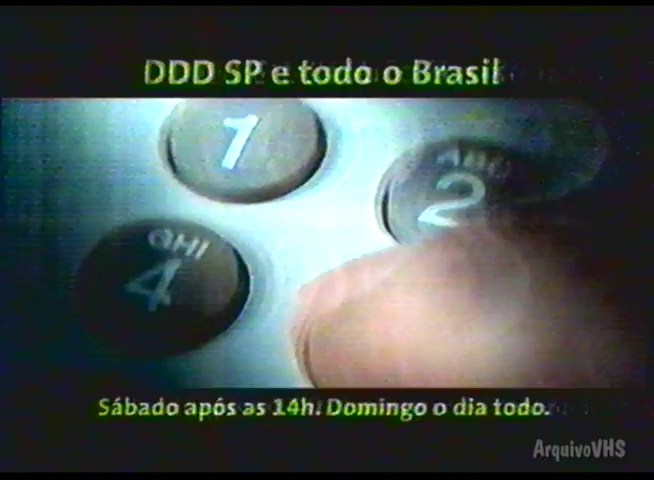 DDD SP e todo o Brasil
1
ABC
2
GHI
4
Sábado após as 14h. Domingo o dia todo.
ArquivoVHS